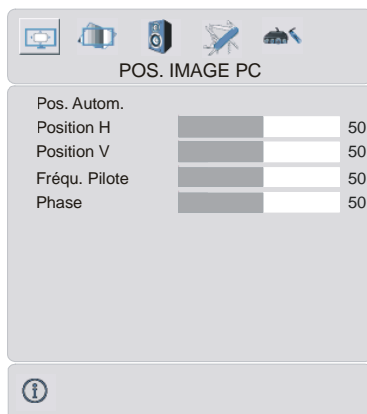 POS. IMAGE PC
Pos. Autom.
Position H 50
Position V 50
Fréqu. Pilote 50
Phase 50